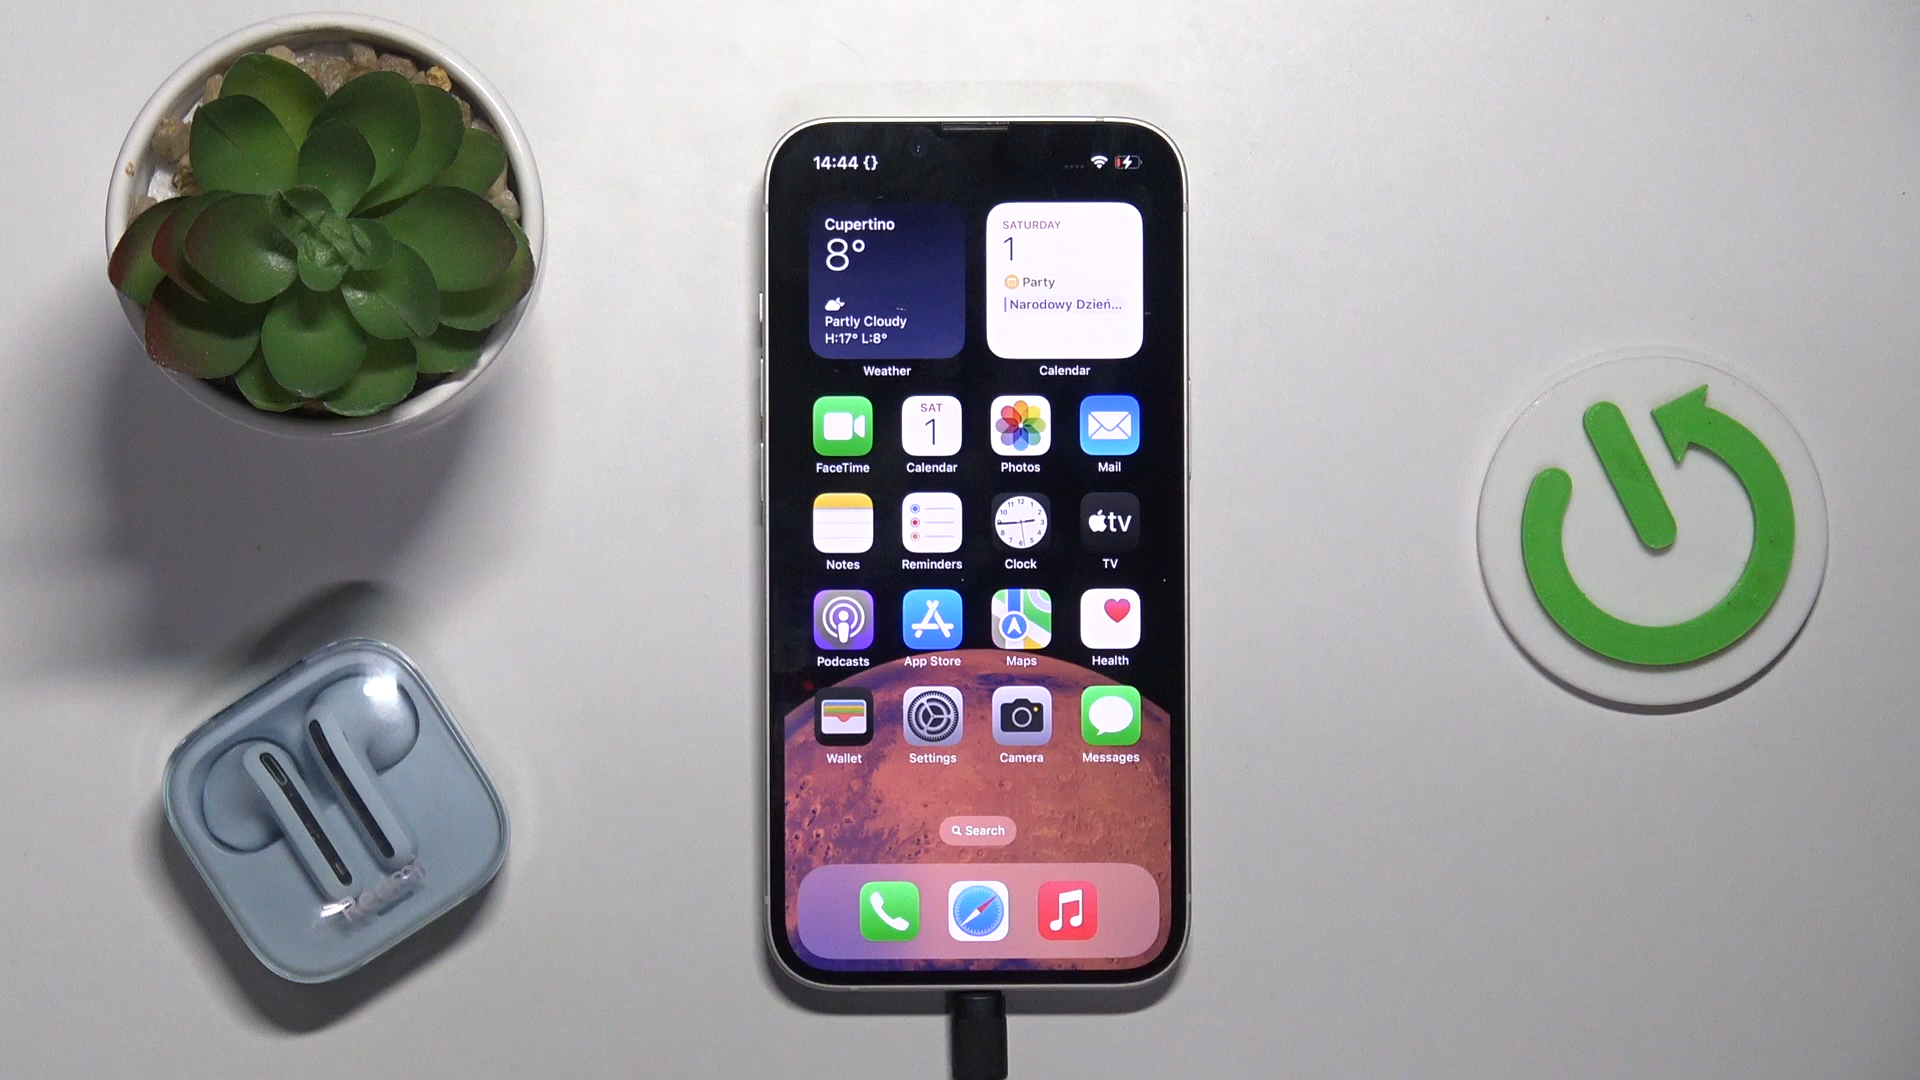 14:44 {}
Cupertino
8°
Partly Cloudy
H:17° L:8°
Weather
SATURDAY
1
Party
Narodowy Dzień...
Calendar
FaceTime
SAT
1
Calendar
Photos
Mail
Notes
Reminders
Clock
tv
TV
Podcasts
App Store
Maps
Health
Wallet
Settings
Camera
Messages
Search